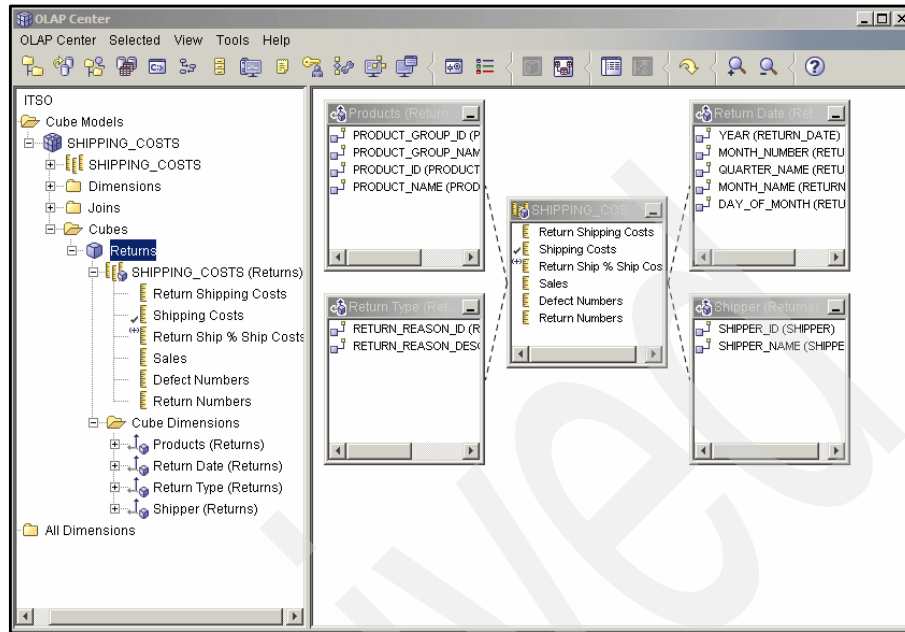 OLAP Center
OLAP Center Selected View Tools Help
ITSO
Cube Models
SHIPPING_COSTS
SHIPPING_COSTS
Dimensions
Joins
Cubes
Returns
SHIPPING_COSTS (Returns)
Return Shipping Costs
Shipping Costs
Return Ship % Ship Costs
Sales
Defect Numbers
Return Numbers
Cube Dimensions
Products (Returns)
Return Date (Returns)
Return Type (Returns)
Shipper (Returns)
All Dimensions
Products (Return
PRODUCT_GROUP_ID (P
PRODUCT_GROUP_NAM
PRODUCT_ID (PRODUCT
PRODUCT_NAME (PROD
Return Type (Ret
RETURN_REASON_ID (R
RETURN_REASON_DESC
SHIPPING_COS
Return Shipping Costs
Shipping Costs
Return Ship % Ship Cos
Sales
Defect Numbers
Return Numbers
Return Date (Ret
YEAR (RETURN_DATE)
MONTH_NUMBER (RETU
QUARTER_NAME (RETU
MONTH_NAME (RETURN
DAY_OF_MONTH (RETU
Shipper (Returns)
SHIPPER_ID (SHIPPER)
SHIPPER_NAME (SHIPPE